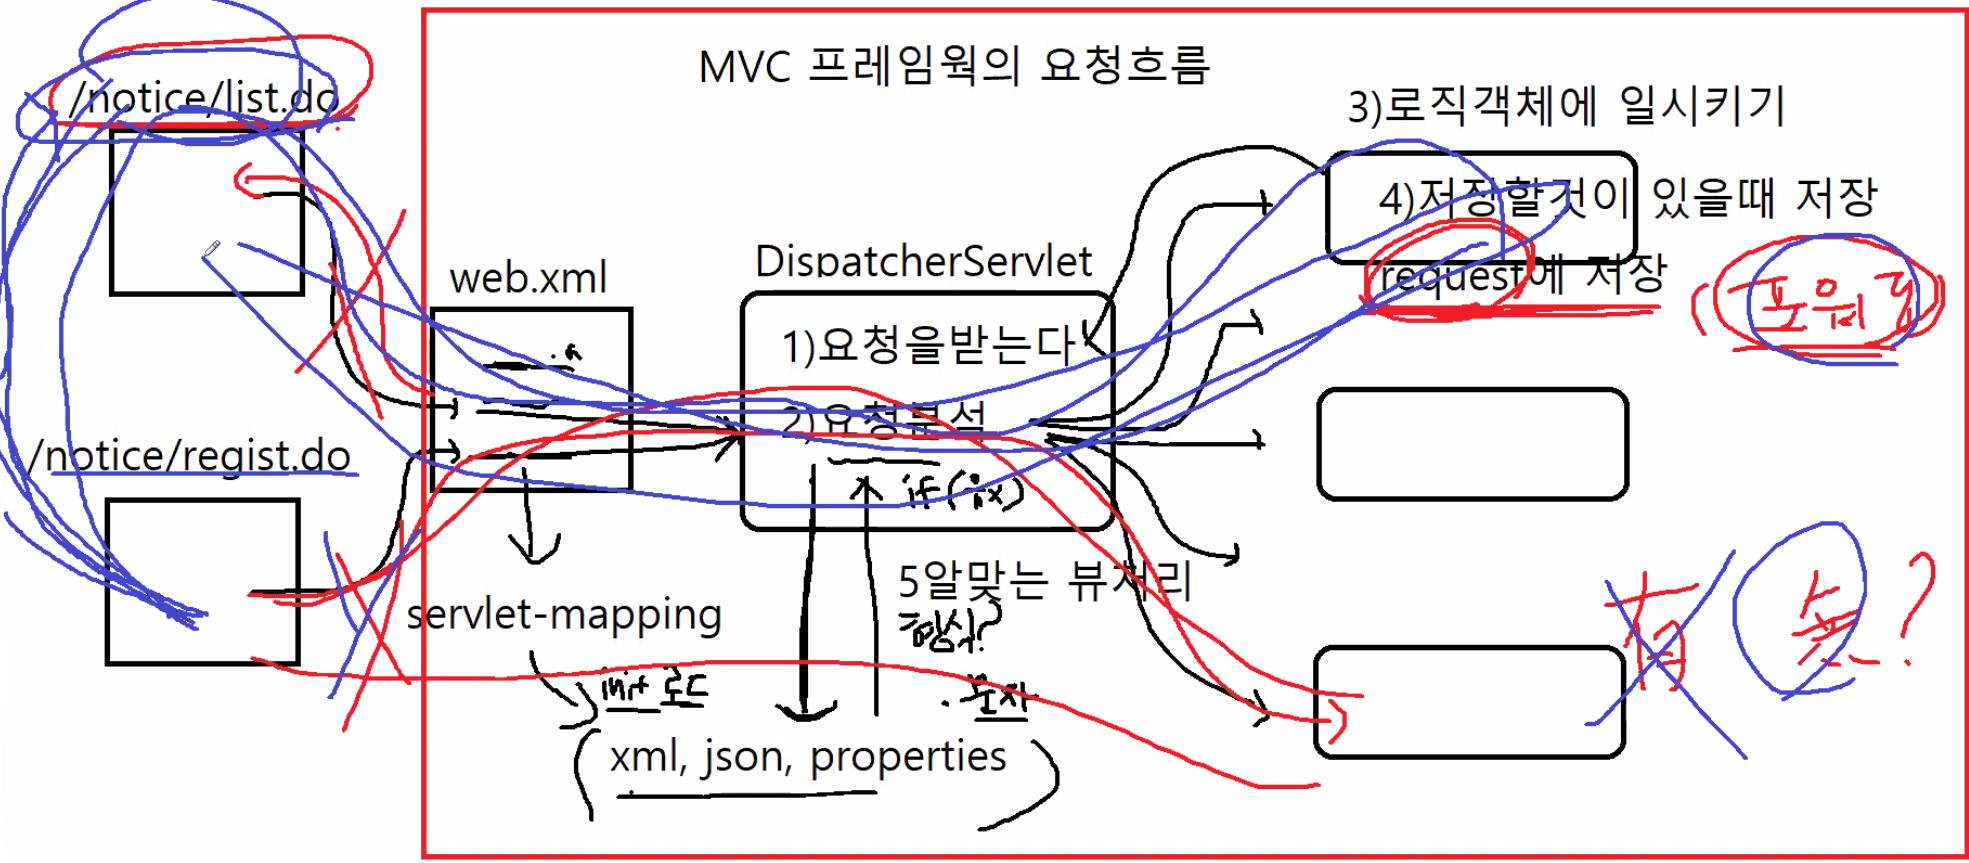 MVC 프레임웍의 요청흐름
/notice/list.do
3)로직객체에 일시키기
4)저장할것이 있을때 저장
request에 저장
포워딩
web.xml
DispatcherServlet
1)요청을받는다
2)요청분석
if(ix)
/notice/regist.do
5알맞는 뷰처리
형식?
servlet-mapping
init 로드
xml, json, properties